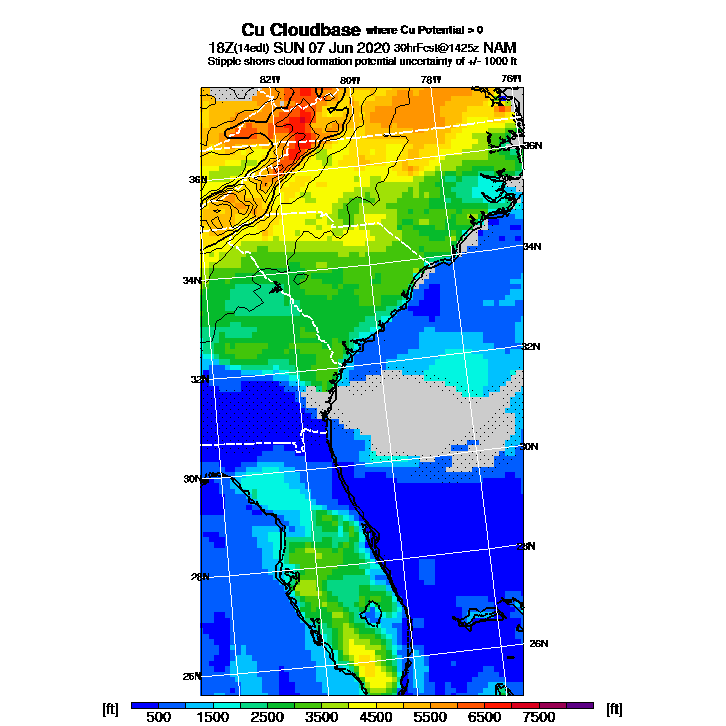 Cu Cloudbase where Cu Potential > 0
18Z(14edt) SUN 07 Jun 2020 30hrFcst@1425z NAM
Stipple shows cloud formation potential uncertainty of +/- 1000 ft
82W 80W 78W 76W
36N
36N
34N
34N
32N
32N
30N
30N
28N
28N
26N
26N
[ft] 500 1500 2500 3500 4500 5500 6500 7500 [ft]